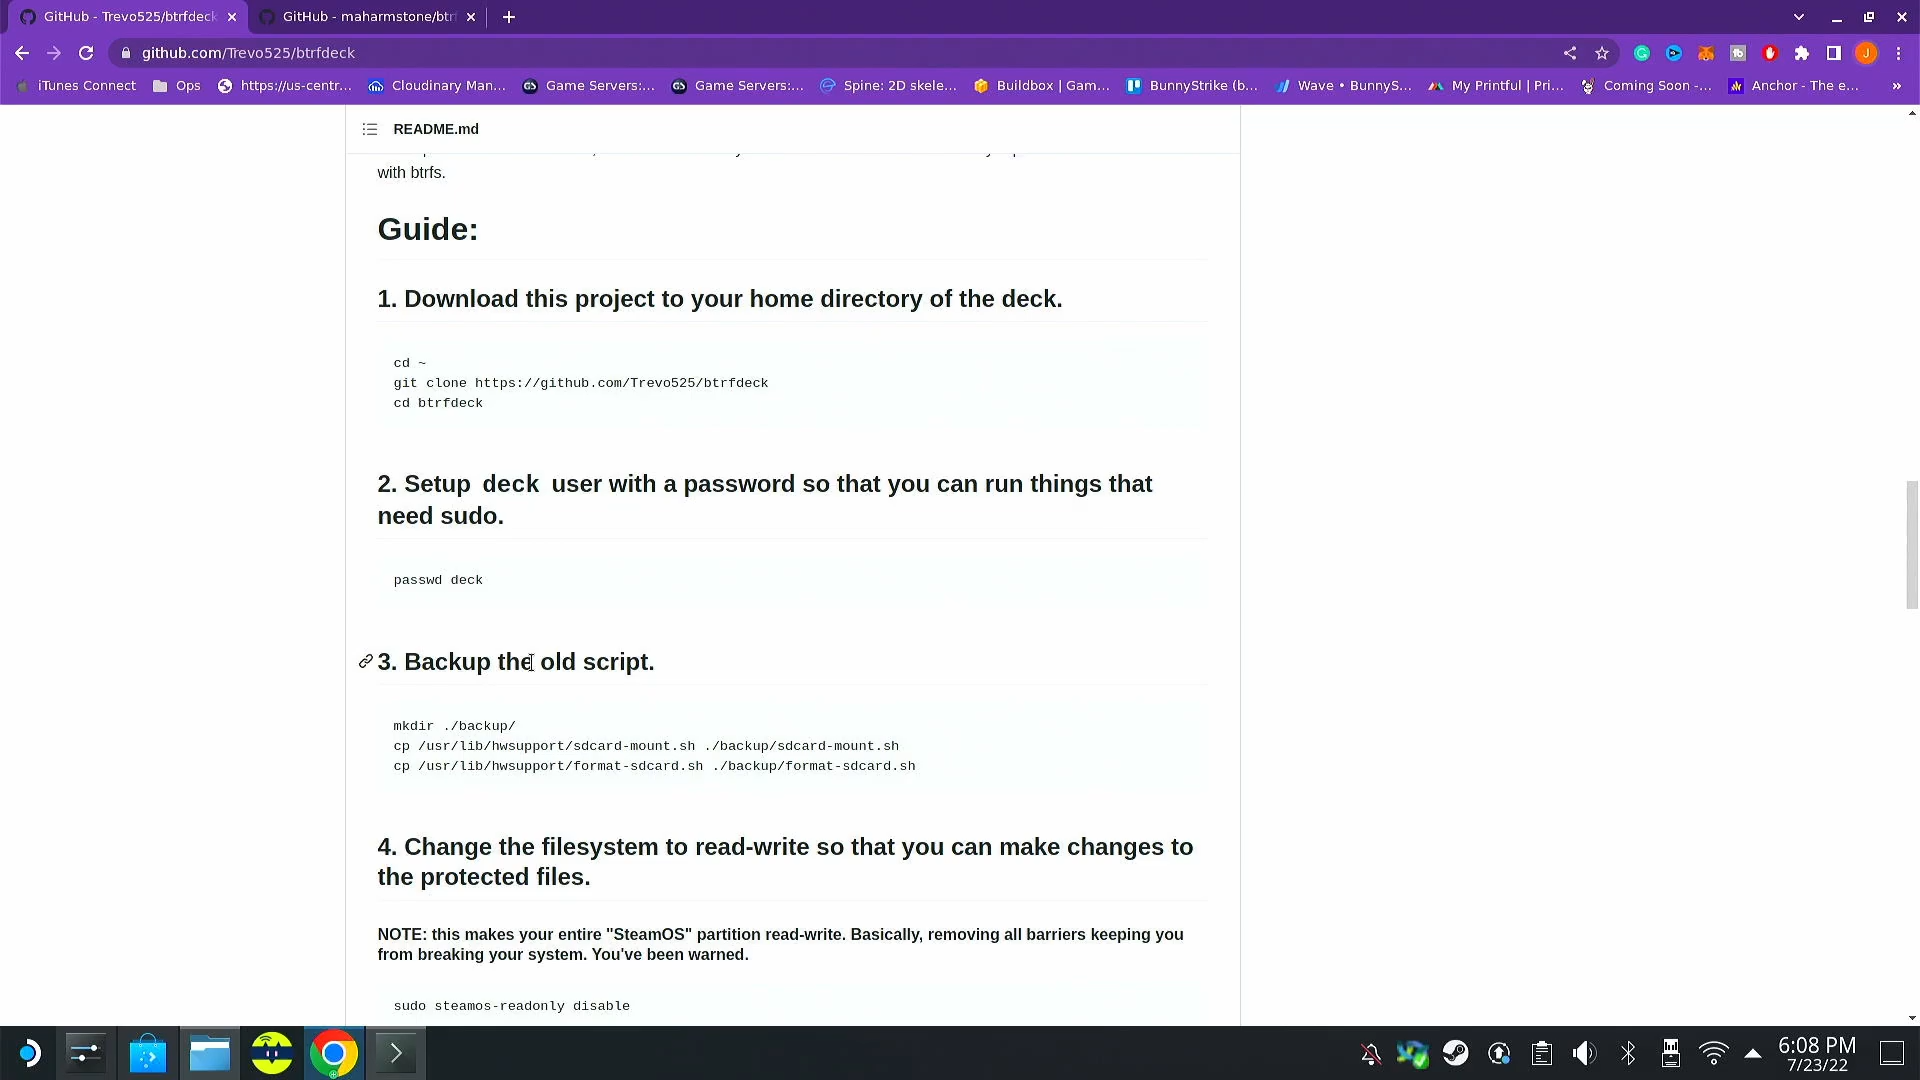 GitHub - Trevo525/btrfdeck
GitHub - maharmstone/btrf
github.com/Trevo525/btrfdeck
iTunes Connect
Ops
https://us-centr...
Cloudinary Man...
Game Servers:...
Game Servers:...
Spine: 2D skele...
Buildbox | Gam...
BunnyStrike (b...
Wave • BunnyS...
My Printful | Pri...
Coming Soon -...
Anchor - The e...
»
README.md
with btrfs.
Guide:
1. Download this project to your home directory of the deck.
cd ~
git clone https://github.com/Trevo525/btrfdeck
cd btrfdeck
2. Setup deck user with a password so that you can run things that
need sudo.
passwd deck
3. Backup the old script.
mkdir ./backup/
cp /usr/lib/hwsupport/sdcard-mount.sh ./backup/sdcard-mount.sh
cp /usr/lib/hwsupport/format-sdcard.sh ./backup/format-sdcard.sh
4. Change the filesystem to read-write so that you can make changes to
the protected files.
NOTE: this makes your entire "SteamOS" partition read-write. Basically, removing all barriers keeping you
from breaking your system. You've been warned.
sudo steamos-readonly disable
6:08 PM
7/23/22